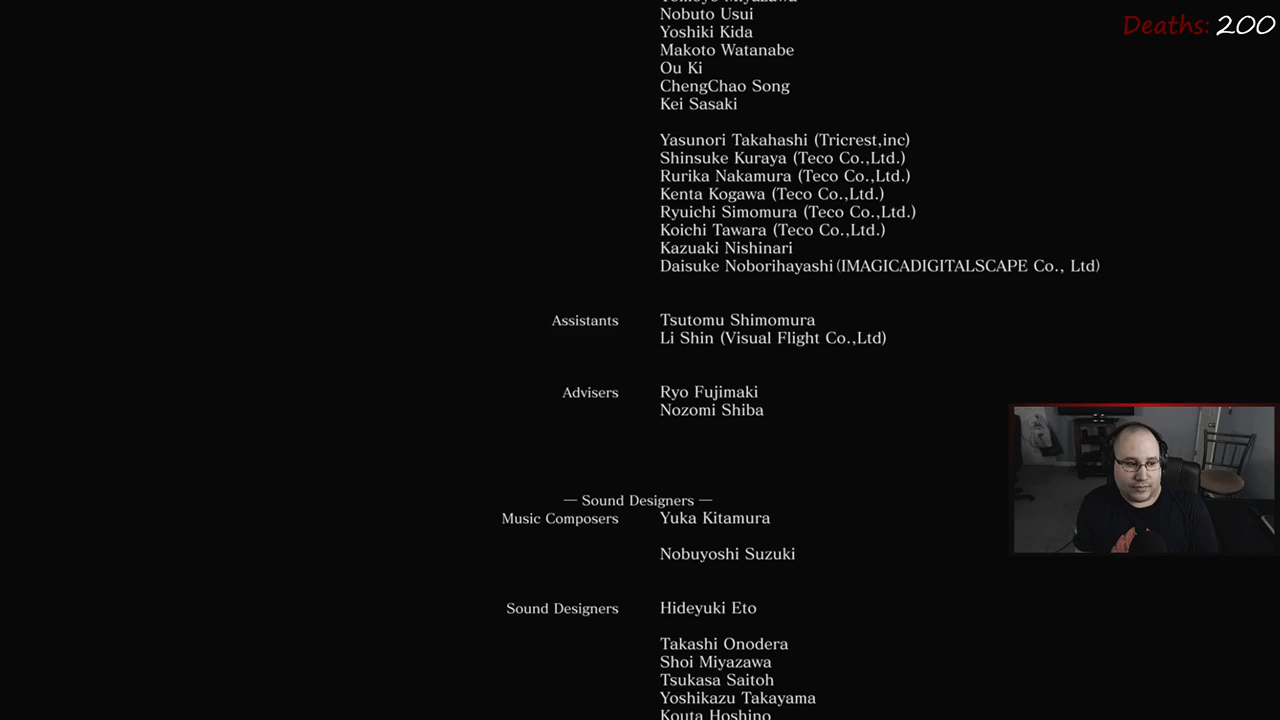 Deaths: 200
Nobuto Usui
Yoshiki Kida
Makoto Watanabe
Ou Ki
ChengChao Song
Kei Sasaki
Yasunori Takahashi (Tricrest,inc)
Shinsuke Kuraya (Teco Co.,Ltd.)
Rurika Nakamura (Teco Co.,Ltd.)
Kenta Kogawa (Teco Co.,Ltd.)
Ryuichi Simomura (Teco Co.,Ltd.)
Koichi Tawara (Teco Co.,Ltd.)
Kazuaki Nishinari
Daisuke Noborihayashi(IMAGICADIGITALSCAPE Co., Ltd)
Assistants Tsutomu Shimomura
Li Shin (Visual Flight Co.,Ltd)
Advisers Ryo Fujimaki
Nozomi Shiba
— Sound Designers —
Music Composers Yuka Kitamura
Nobuyoshi Suzuki
Sound Designers Hideyuki Eto
Takashi Onodera
Shoi Miyazawa
Tsukasa Saitoh
Yoshikazu Takayama
Kouta Hoshino